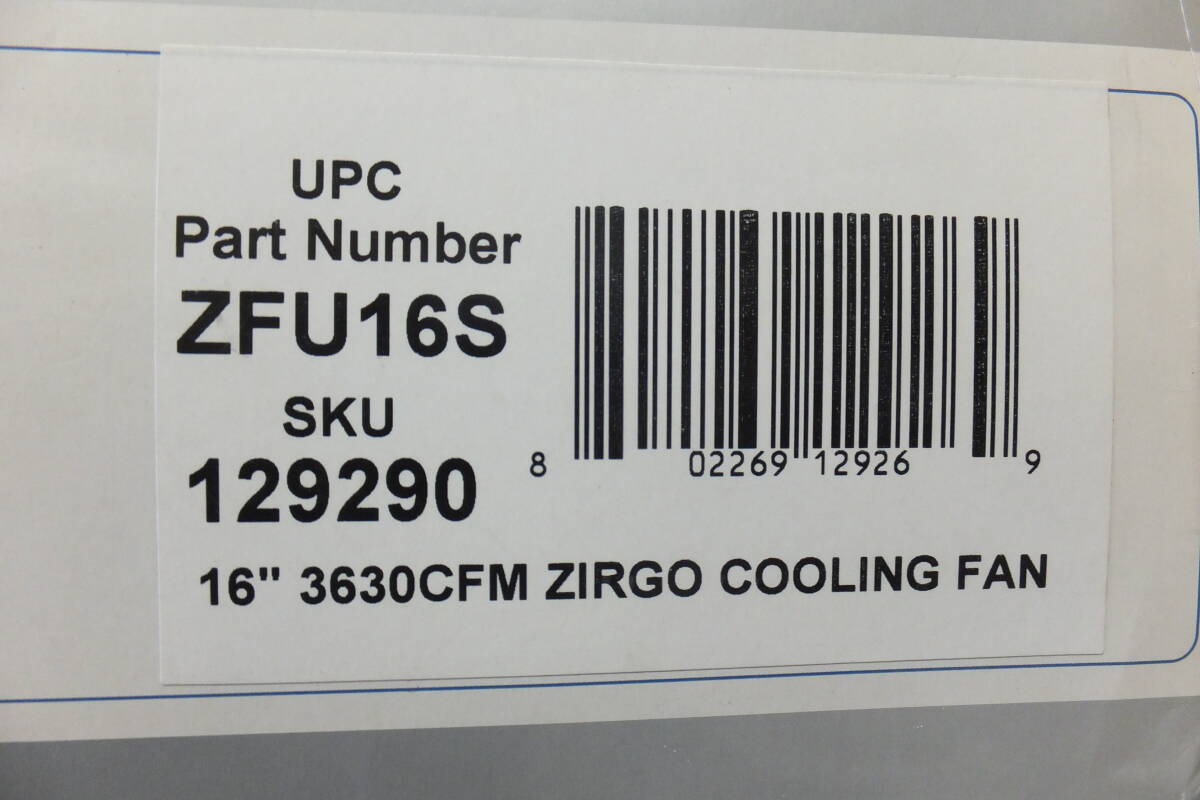 UPC
Part Number
ZFU16S
SKU
129290
8 02269 12926 9
16" 3630CFM ZIRGO COOLING FAN